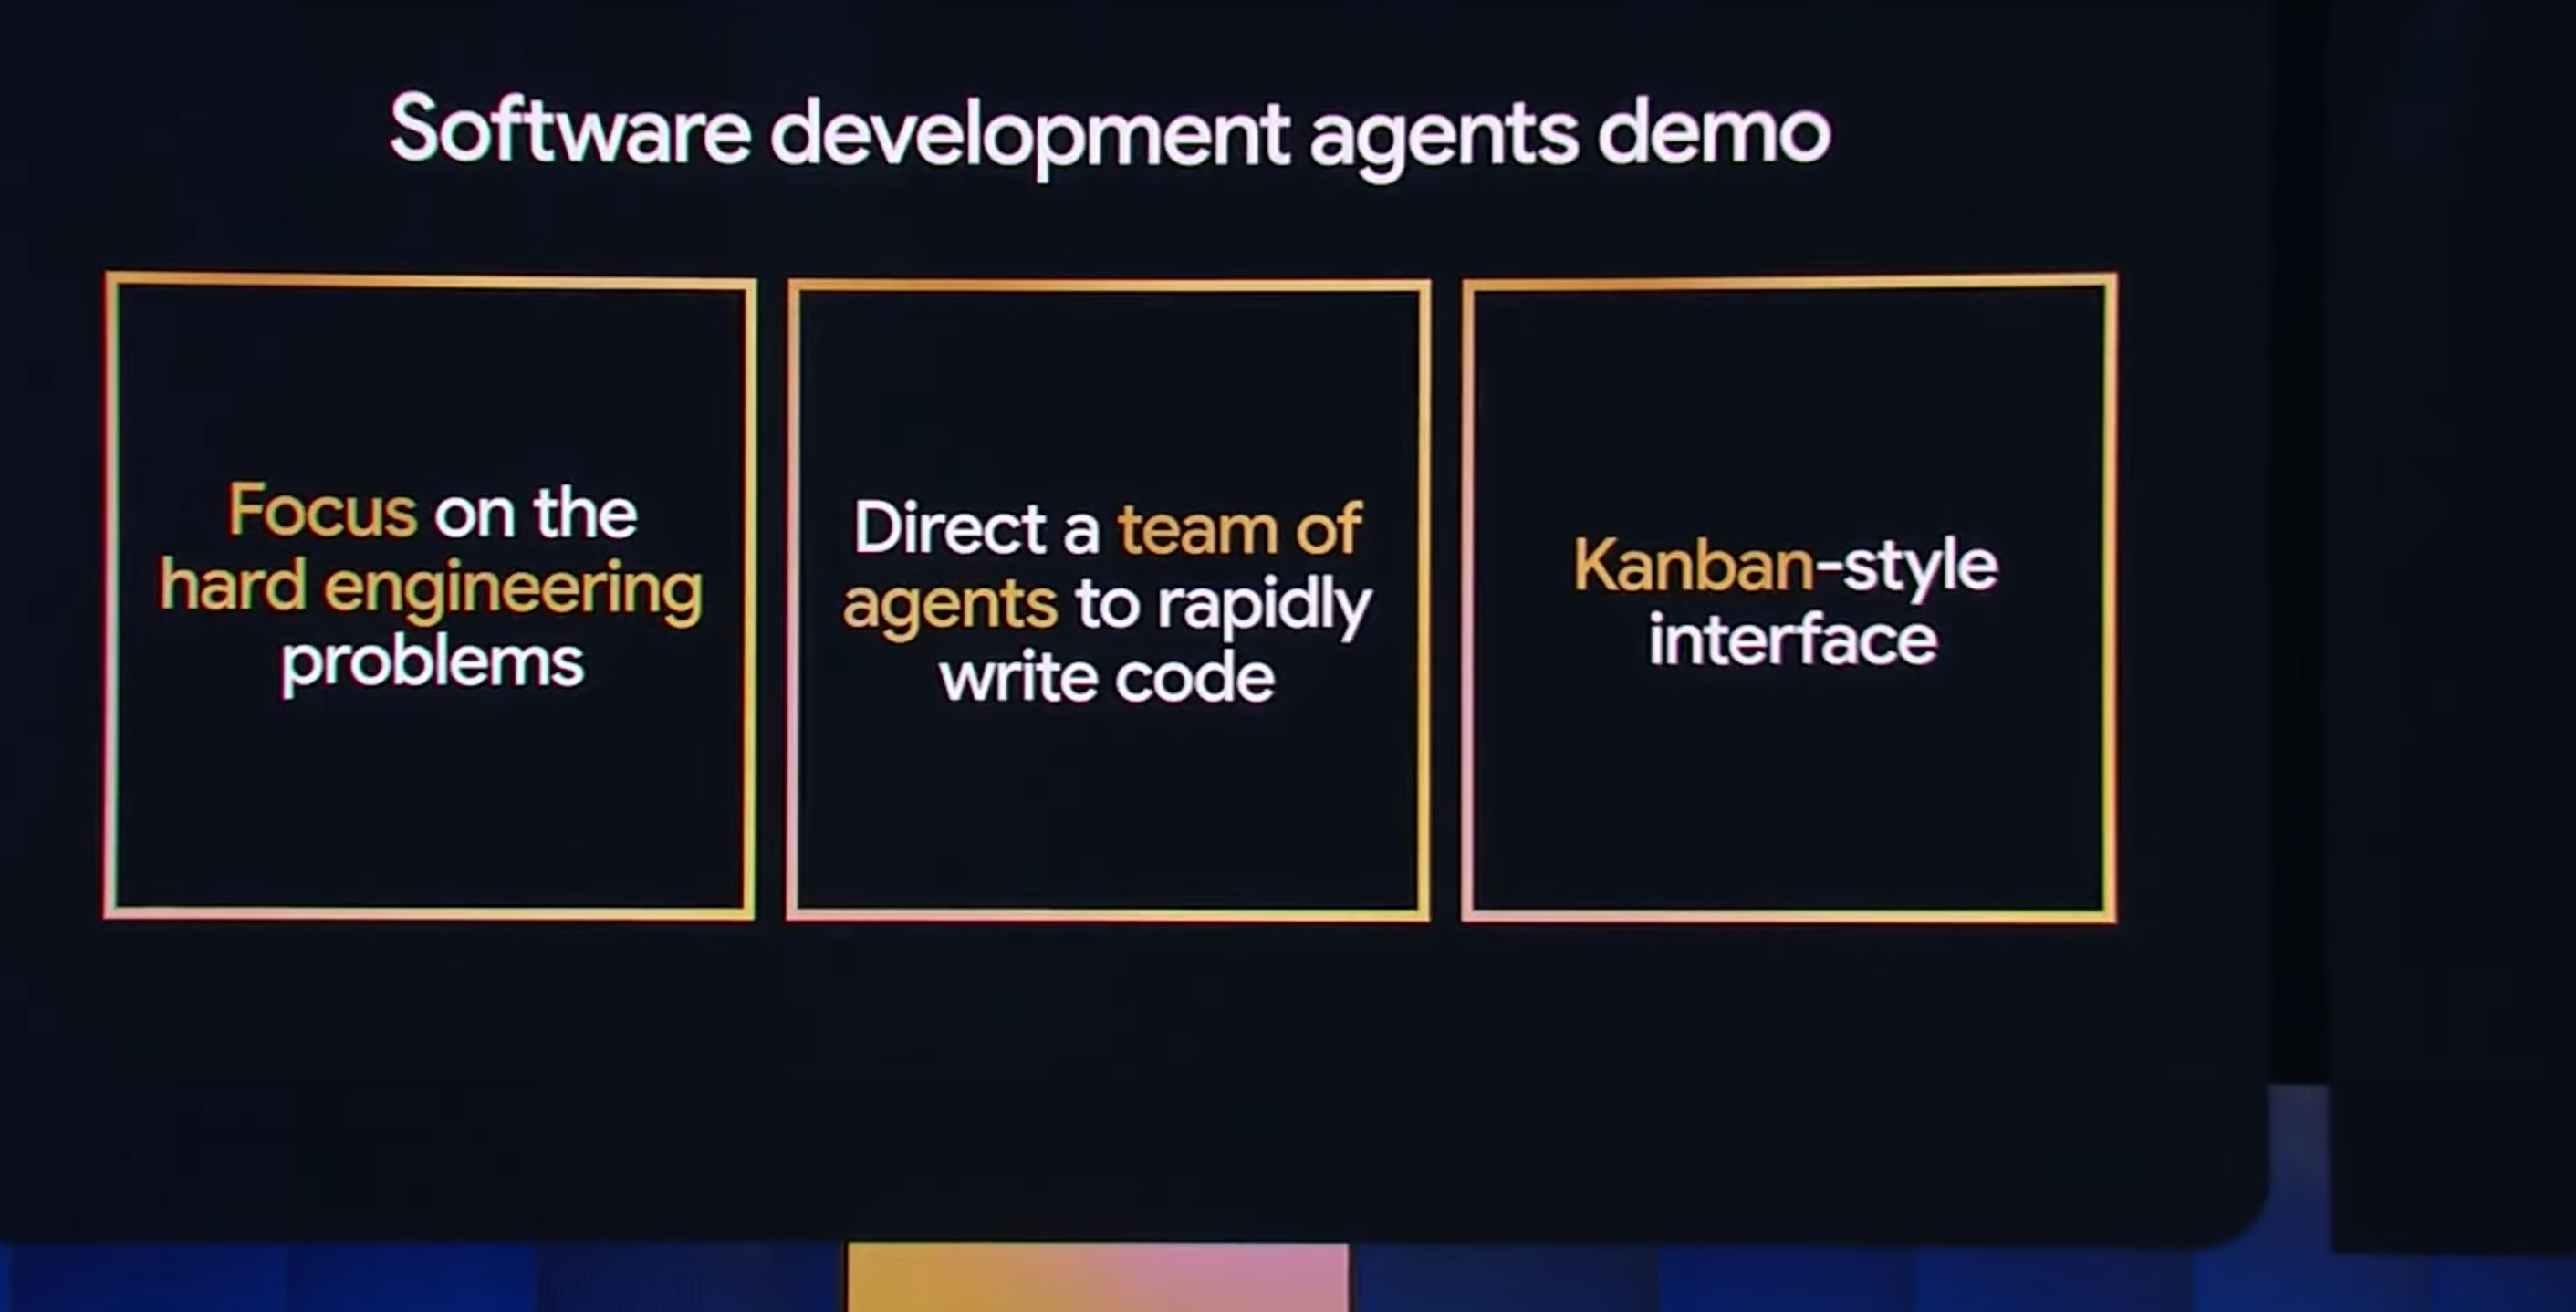 Software development agents demo
Focus on the
hard engineering
problems
Direct a team of
agents to rapidly
write code
Kanban-style
interface